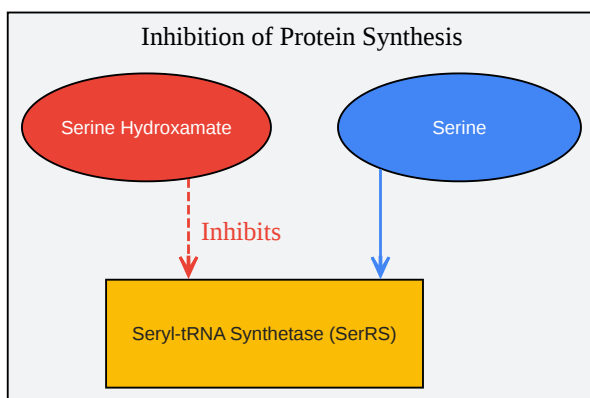 Inhibition of Protein Synthesis
Serine Hydroxamate
Serine
Inhibits
Seryl-tRNA Synthetase (SerRS)